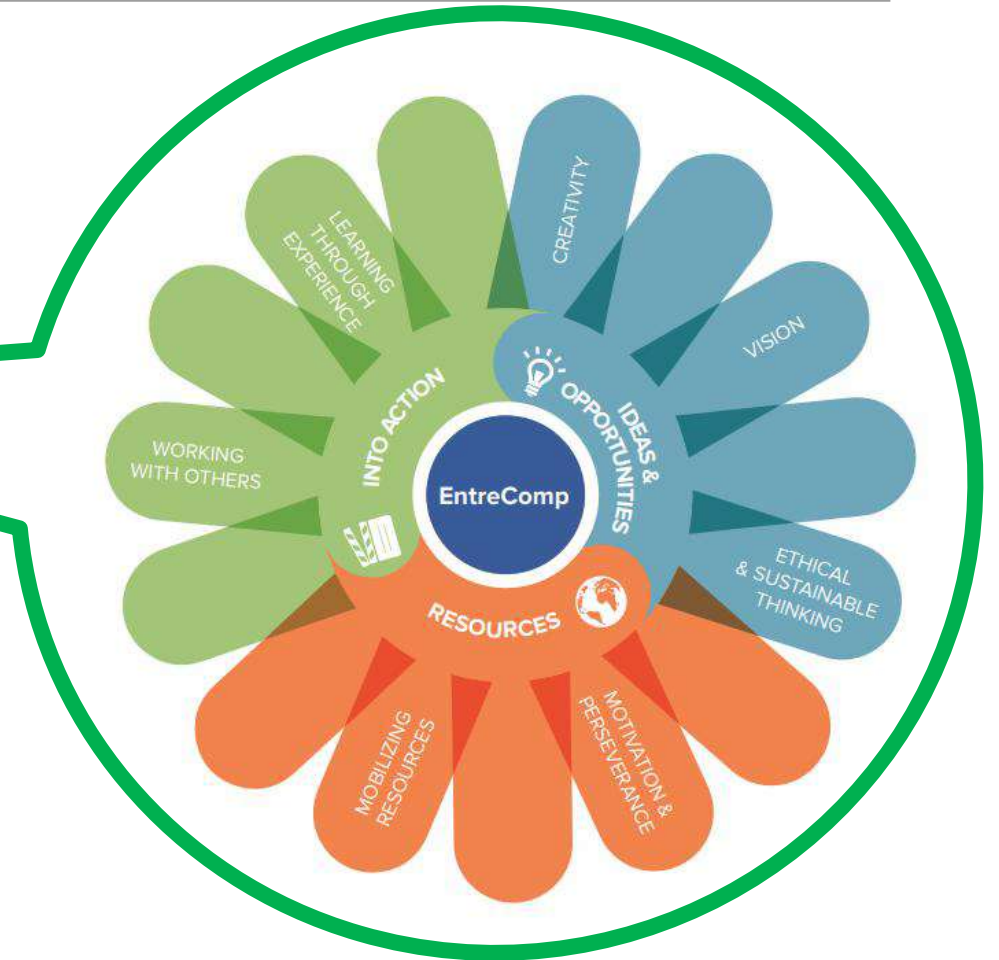 CREATIVITY
VISION
ETHICAL
& SUSTAINABLE
THINKING
MOTIVATION &
PERSEVERANCE
MOBILIZING
RESOURCES
WORKING
WITH OTHERS
LEARNING
THROUGH
EXPERIENCE
INTO ACTION
IDEAS &
OPPORTUNITIES
RESOURCES
EntreComp